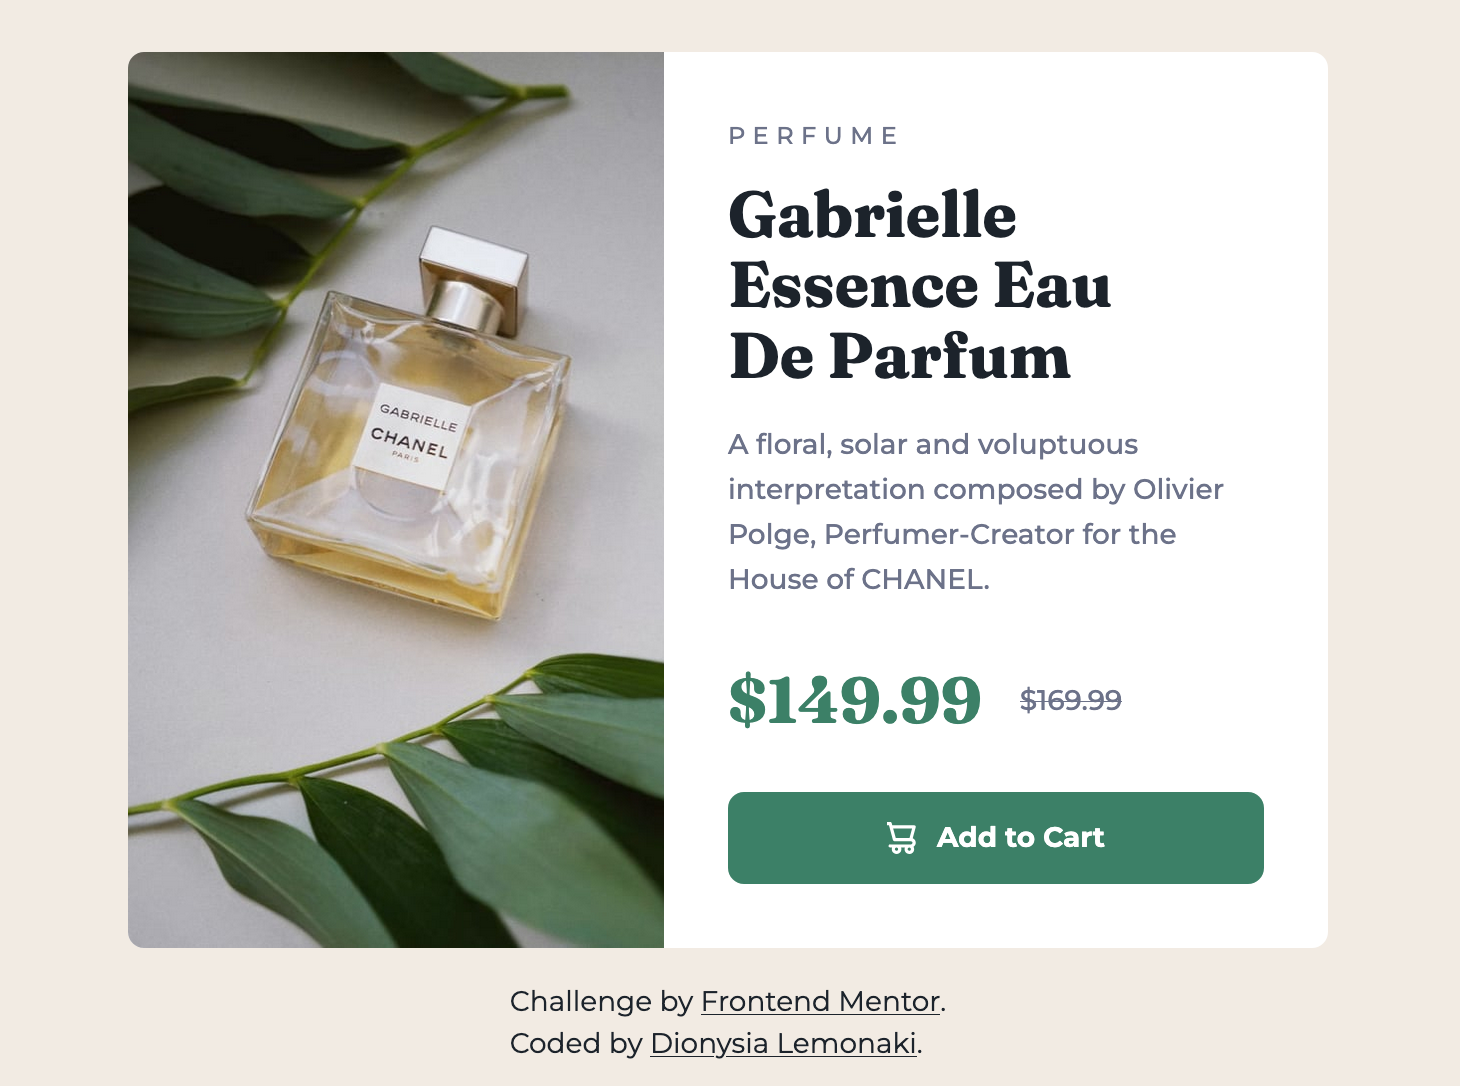 GABRIELLE
CHANEL
PARIS
PERFUME
Gabrielle
Essence Eau
De Parfum
A floral, solar and voluptuous
interpretation composed by Olivier
Polge, Perfumer-Creator for the
House of CHANEL.
$149.99 $169.99
Add to Cart
Challenge by Frontend Mentor.
Coded by Dionysia Lemonaki.